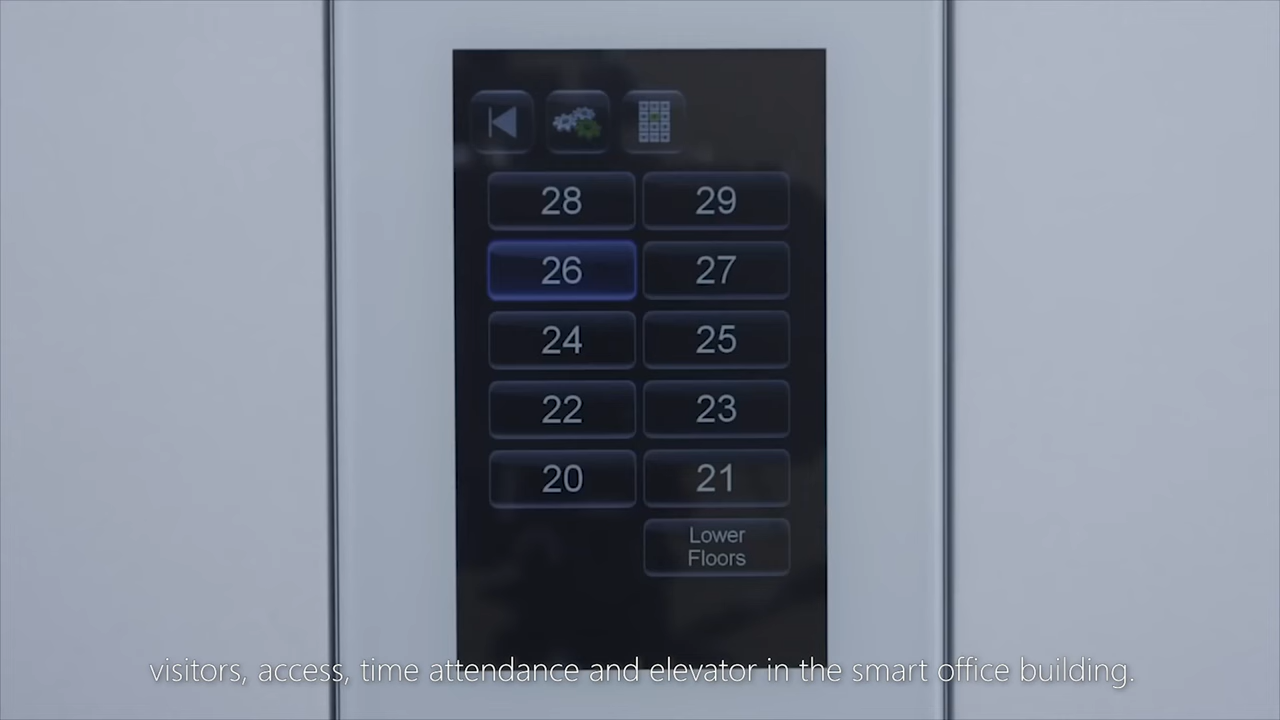 28 29
26 27
24 25
22 23
20 21
Lower
Floors
visitors, access, time attendance and elevator in the smart office building.